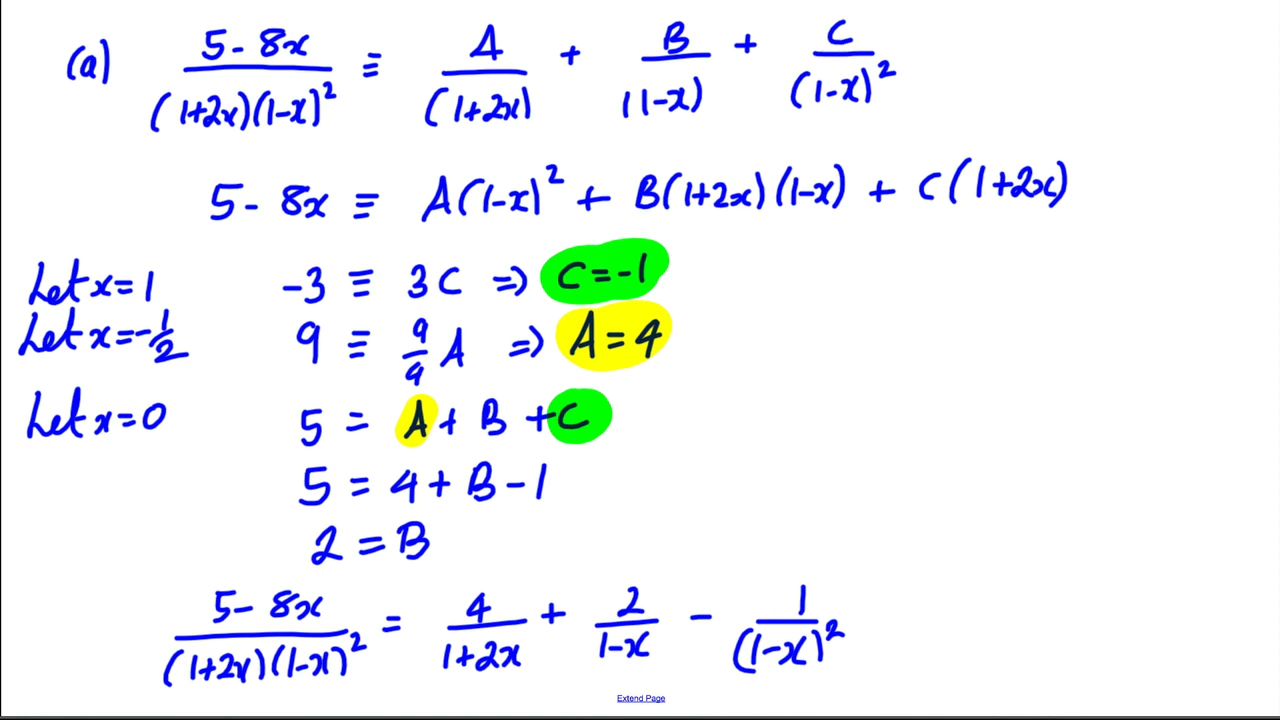 (a) (5-8x)/((1+2x)(1-x)²) ≡ A/(1+2x) + B/(1-x) + C/(1-x)²
5-8x ≡ A(1-x)² + B(1+2x)(1-x) + C(1+2x)
Let x=1 -3 ≡ 3C ⇒ C=-1
Let x=-1/2 9 ≡ 9/4 A ⇒ A=4
Let x=0 5 = A + B + C
5 = 4 + B - 1
2 = B
(5-8x)/((1+2x)(1-x)²) = 4/(1+2x) + 2/(1-x) - 1/(1-x)²
Extend Page